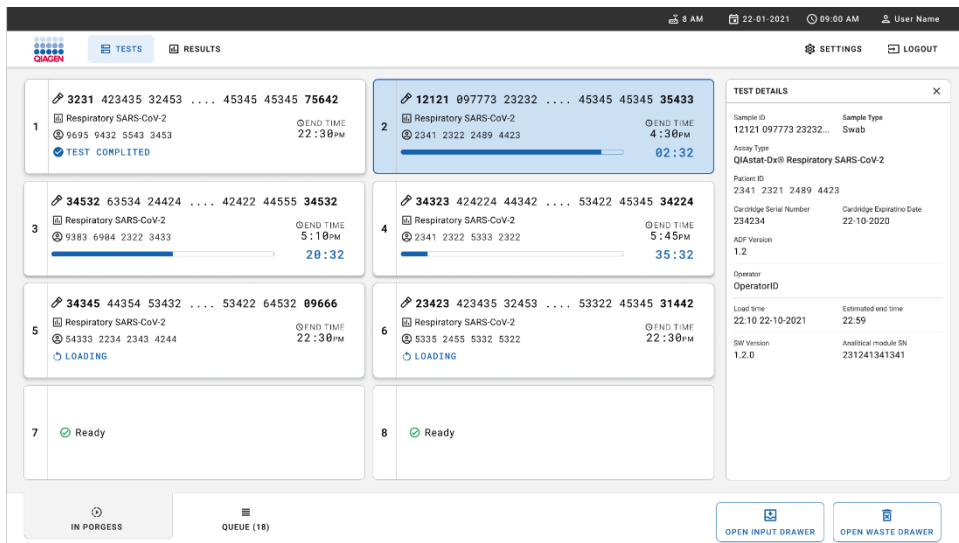 8 AM 22-01-2021 09:00 AM User Name
QIAGEN TESTS RESULTS SETTINGS LOGOUT
1
3231 423435 32453 .... 45345 45345 75642
Respiratory SARS-CoV-2
9695 9432 5543 3453
TEST COMPLITED
END TIME
22:30PM
2
12121 097773 23232 .... 45345 45345 35433
Respiratory SARS-CoV-2
2341 2322 2489 4423
END TIME
4:30PM
02:32
3
34532 63534 24424 .... 42422 44555 34532
Respiratory SARS-CoV-2
9383 6904 2322 3433
END TIME
5:10PM
20:32
4
34323 424224 44342 .... 53422 45345 34224
Respiratory SARS-CoV-2
2341 2322 5333 2322
END TIME
5:45PM
35:32
5
34345 44354 53432 .... 53422 64532 09666
Respiratory SARS-CoV-2
54333 2234 2343 4244
LOADING
END TIME
22:30PM
6
23423 423435 32453 .... 53322 45345 31442
Respiratory SARS-CoV-2
5335 2455 5332 5322
LOADING
END TIME
22:30PM
7
Ready
8
Ready
TEST DETAILS
Sample ID Sample Type
12121 097773 23232... Swab
Assay Type
QIAstat-Dx® Respiratory SARS-CoV-2
Patient ID
2341 2321 2489 4423
Cardridge Serial Number Cardridge Expiratino Date
234234 22-10-2020
ADF Version
1.2
Operator
OperatorID
Load time Estimated end time
22:10 22-10-2021 22:59
SW Version Analitical module SN
1.2.0 231241341341
IN PORGESS
QUEUE (18)
OPEN INPUT DRAWER
OPEN WASTE DRAWER